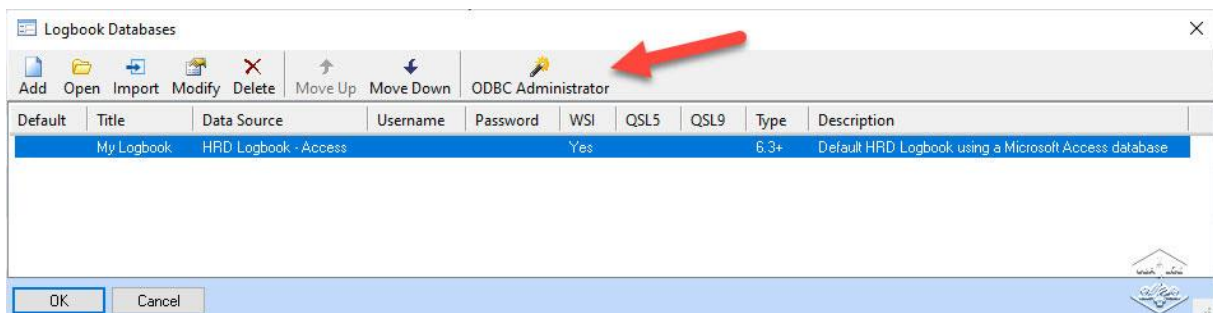 Logbook Databases
Add Open Import Modify Delete Move Up Move Down ODBC Administrator
Default Title Data Source Username Password WSI QSL5 QSL9 Type Description
My Logbook HRD Logbook - Access Yes 6.3+ Default HRD Logbook using a Microsoft Access database
OK Cancel